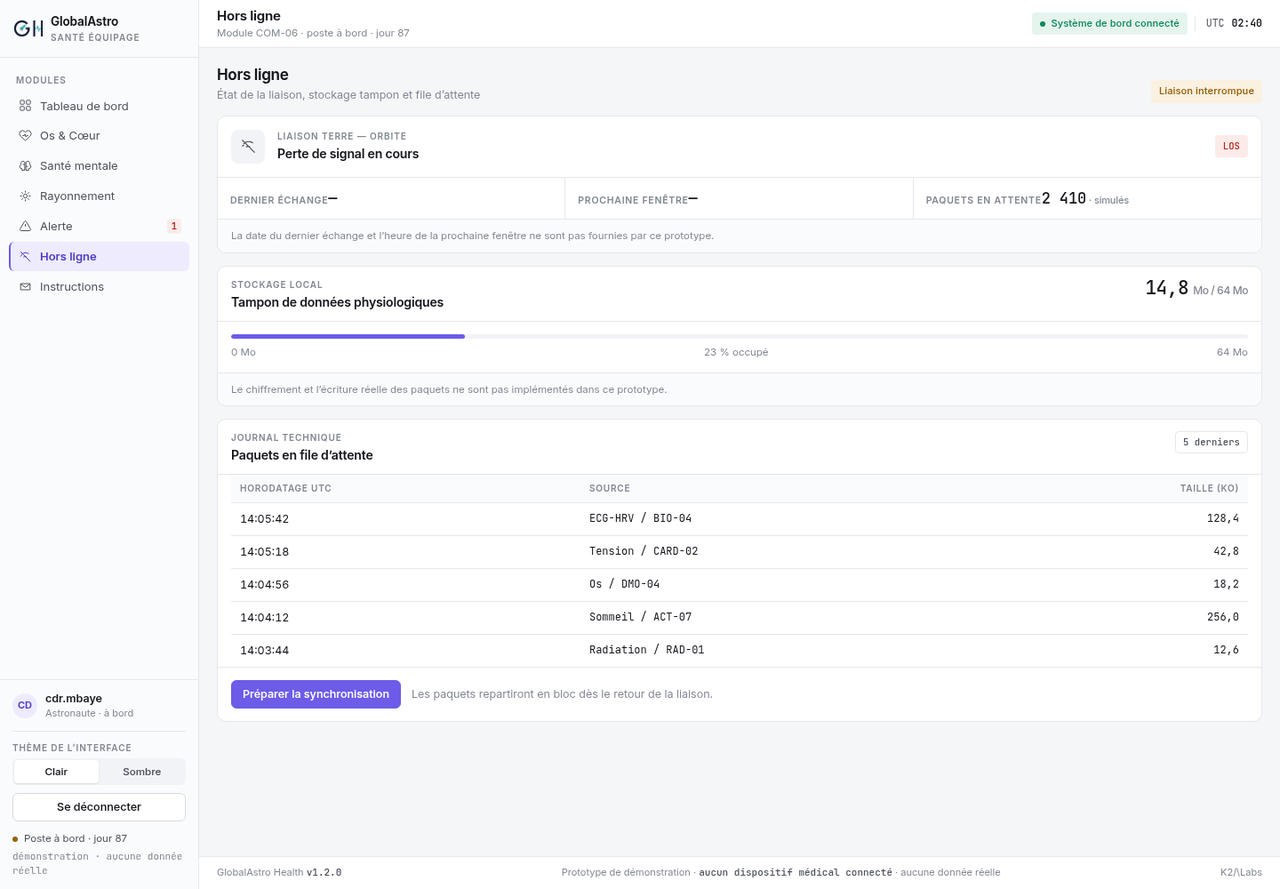 GH
GlobalAstro
SANTÉ ÉQUIPAGE
MODULES
Tableau de bord
Os & Cœur
Santé mentale
Rayonnement
Alerte 1
Hors ligne
Instructions
cdr.mbaye
CD
Astronaute · à bord
THÈME DE L'INTERFACE
Clair Sombre
Se déconnecter
Poste à bord · jour 87
démonstration · aucune donnée
réelle
Hors ligne
Module COM-06 · poste à bord · jour 87
Système de bord connecté UTC 02:40
Hors ligne
État de la liaison, stockage tampon et file d’attente
Liaison interrompue
LIAISON TERRE — ORBITE
Perte de signal en cours
LOS
DERNIER ÉCHANGE— PROCHAINE FENÊTRE— PAQUETS EN ATTENTE2 410 · simulés
La date du dernier échange et l’heure de la prochaine fenêtre ne sont pas fournies par ce prototype.
STOCKAGE LOCAL
Tampon de données physiologiques
14,8 Mo / 64 Mo
0 Mo 23 % occupé 64 Mo
Le chiffrement et l’écriture réelle des paquets ne sont pas implémentés dans ce prototype.
JOURNAL TECHNIQUE
Paquets en file d’attente
5 derniers
HORODATAGE UTC SOURCE TAILLE (KO)
14:05:42 ECG-HRV / BIO-04 128,4
14:05:18 Tension / CARD-02 42,8
14:04:56 Os / DMO-04 18,2
14:04:12 Sommeil / ACT-07 256,0
14:03:44 Radiation / RAD-01 12,6
Préparer la synchronisation Les paquets repartiront en bloc dès le retour de la liaison.
GlobalAstro Health v1.2.0 Prototype de démonstration · aucun dispositif médical connecté · aucune donnée réelle K2/\Labs